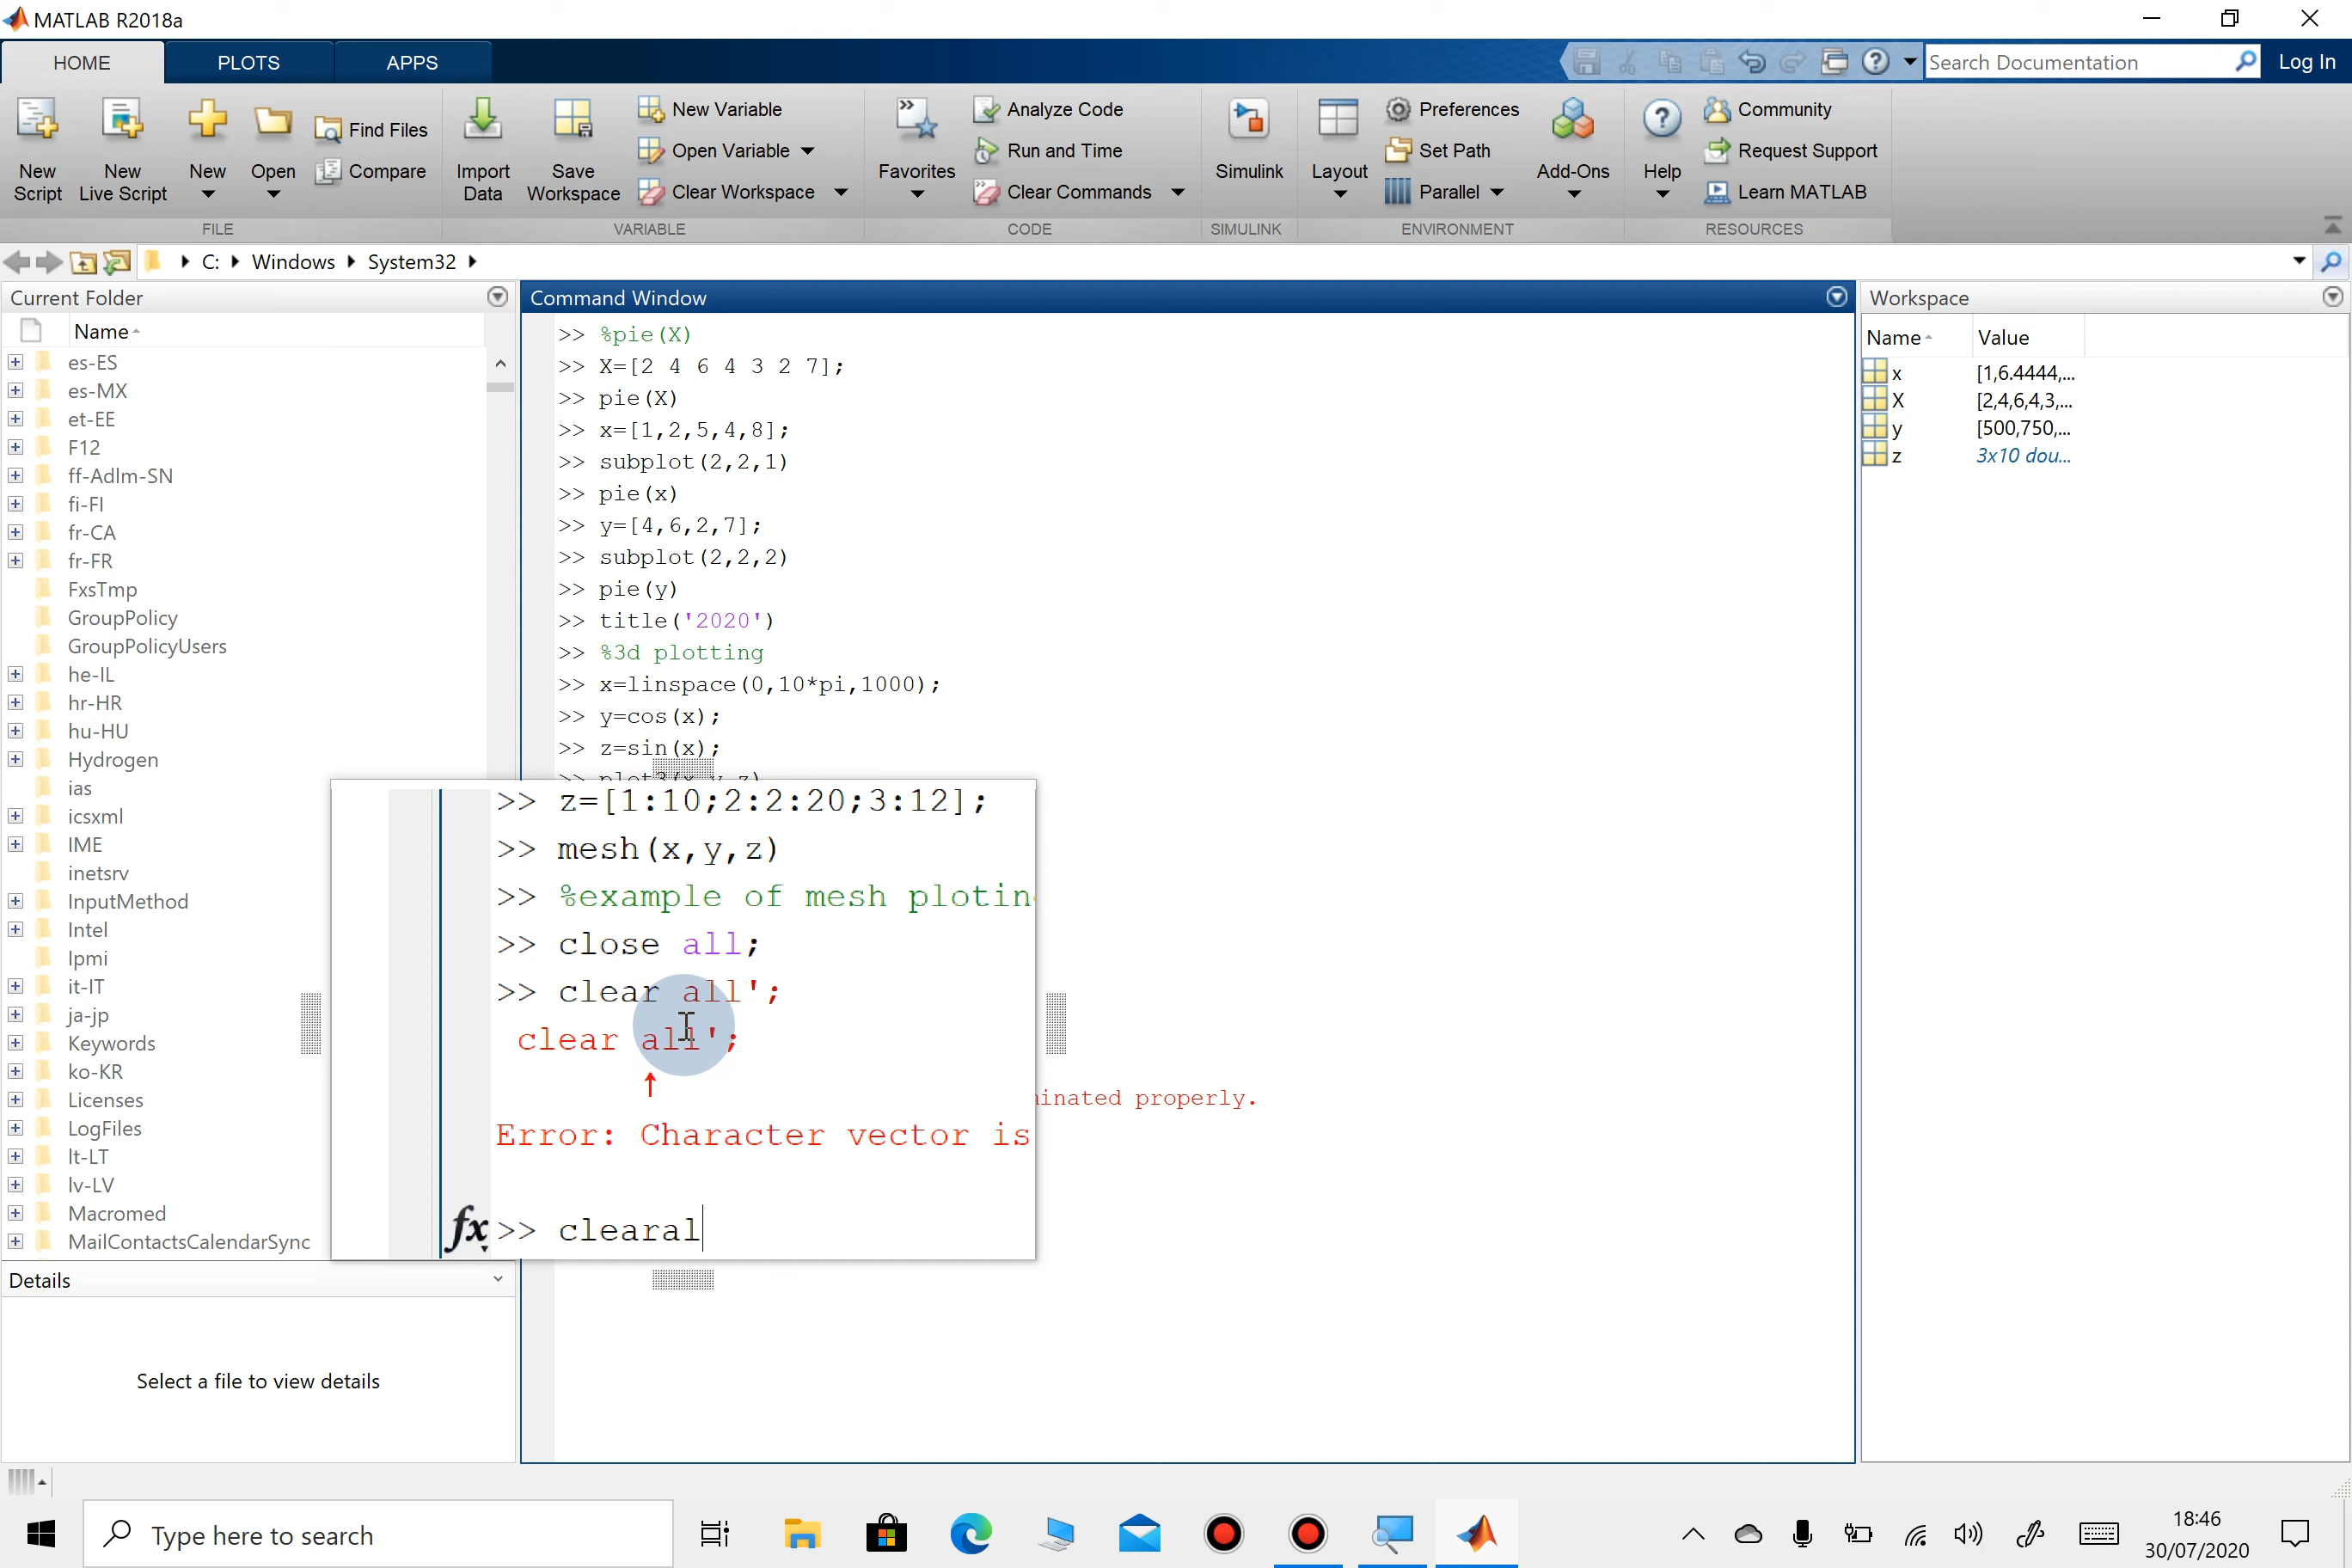 MATLAB R2018a
HOME PLOTS APPS
Search Documentation Log In
New Script
New Live Script
New
Open
Find Files
Compare
FILE
Import Data
Save Workspace
New Variable
Open Variable
Clear Workspace
VARIABLE
Favorites
Analyze Code
Run and Time
Clear Commands
CODE
Simulink
SIMULINK
Layout
Preferences
Set Path
Parallel
Add-Ons
ENVIRONMENT
Help
Community
Request Support
Learn MATLAB
RESOURCES
C: Windows System32
Current Folder
Name
es-ES
es-MX
et-EE
F12
ff-Adlm-SN
fi-FI
fr-CA
fr-FR
FxsTmp
GroupPolicy
GroupPolicyUsers
he-IL
hr-HR
hu-HU
Hydrogen
ias
icsxml
IME
inetsrv
InputMethod
Intel
Ipmi
it-IT
ja-jp
Keywords
ko-KR
Licenses
LogFiles
lt-LT
lv-LV
Macromed
MailContactsCalendarSync
Details
Select a file to view details
Command Window
>> %pie(X)
>> X=[2 4 6 4 3 2 7];
>> pie(X)
>> x=[1,2,5,4,8];
>> subplot(2,2,1)
>> pie(x)
>> y=[4,6,2,7];
>> subplot(2,2,2)
>> pie(y)
>> title('2020')
>> %3d plotting
>> x=linspace(0,10*pi,1000);
>> y=cos(x);
>> z=sin(x);
>> plot3(x,y,z)
>> z=[1:10;2:2:20;3:12];
>> mesh(x,y,z)
>> %example of mesh plotin
>> close all;
>> clear all';
clear all';
↑
Error: Character vector is
inated properly.
fx >> clearal
Workspace
Name Value
x [1,6.4444,...
X [2,4,6,4,3,...
y [500,750,...
z 3x10 dou...
Type here to search
18:46
30/07/2020